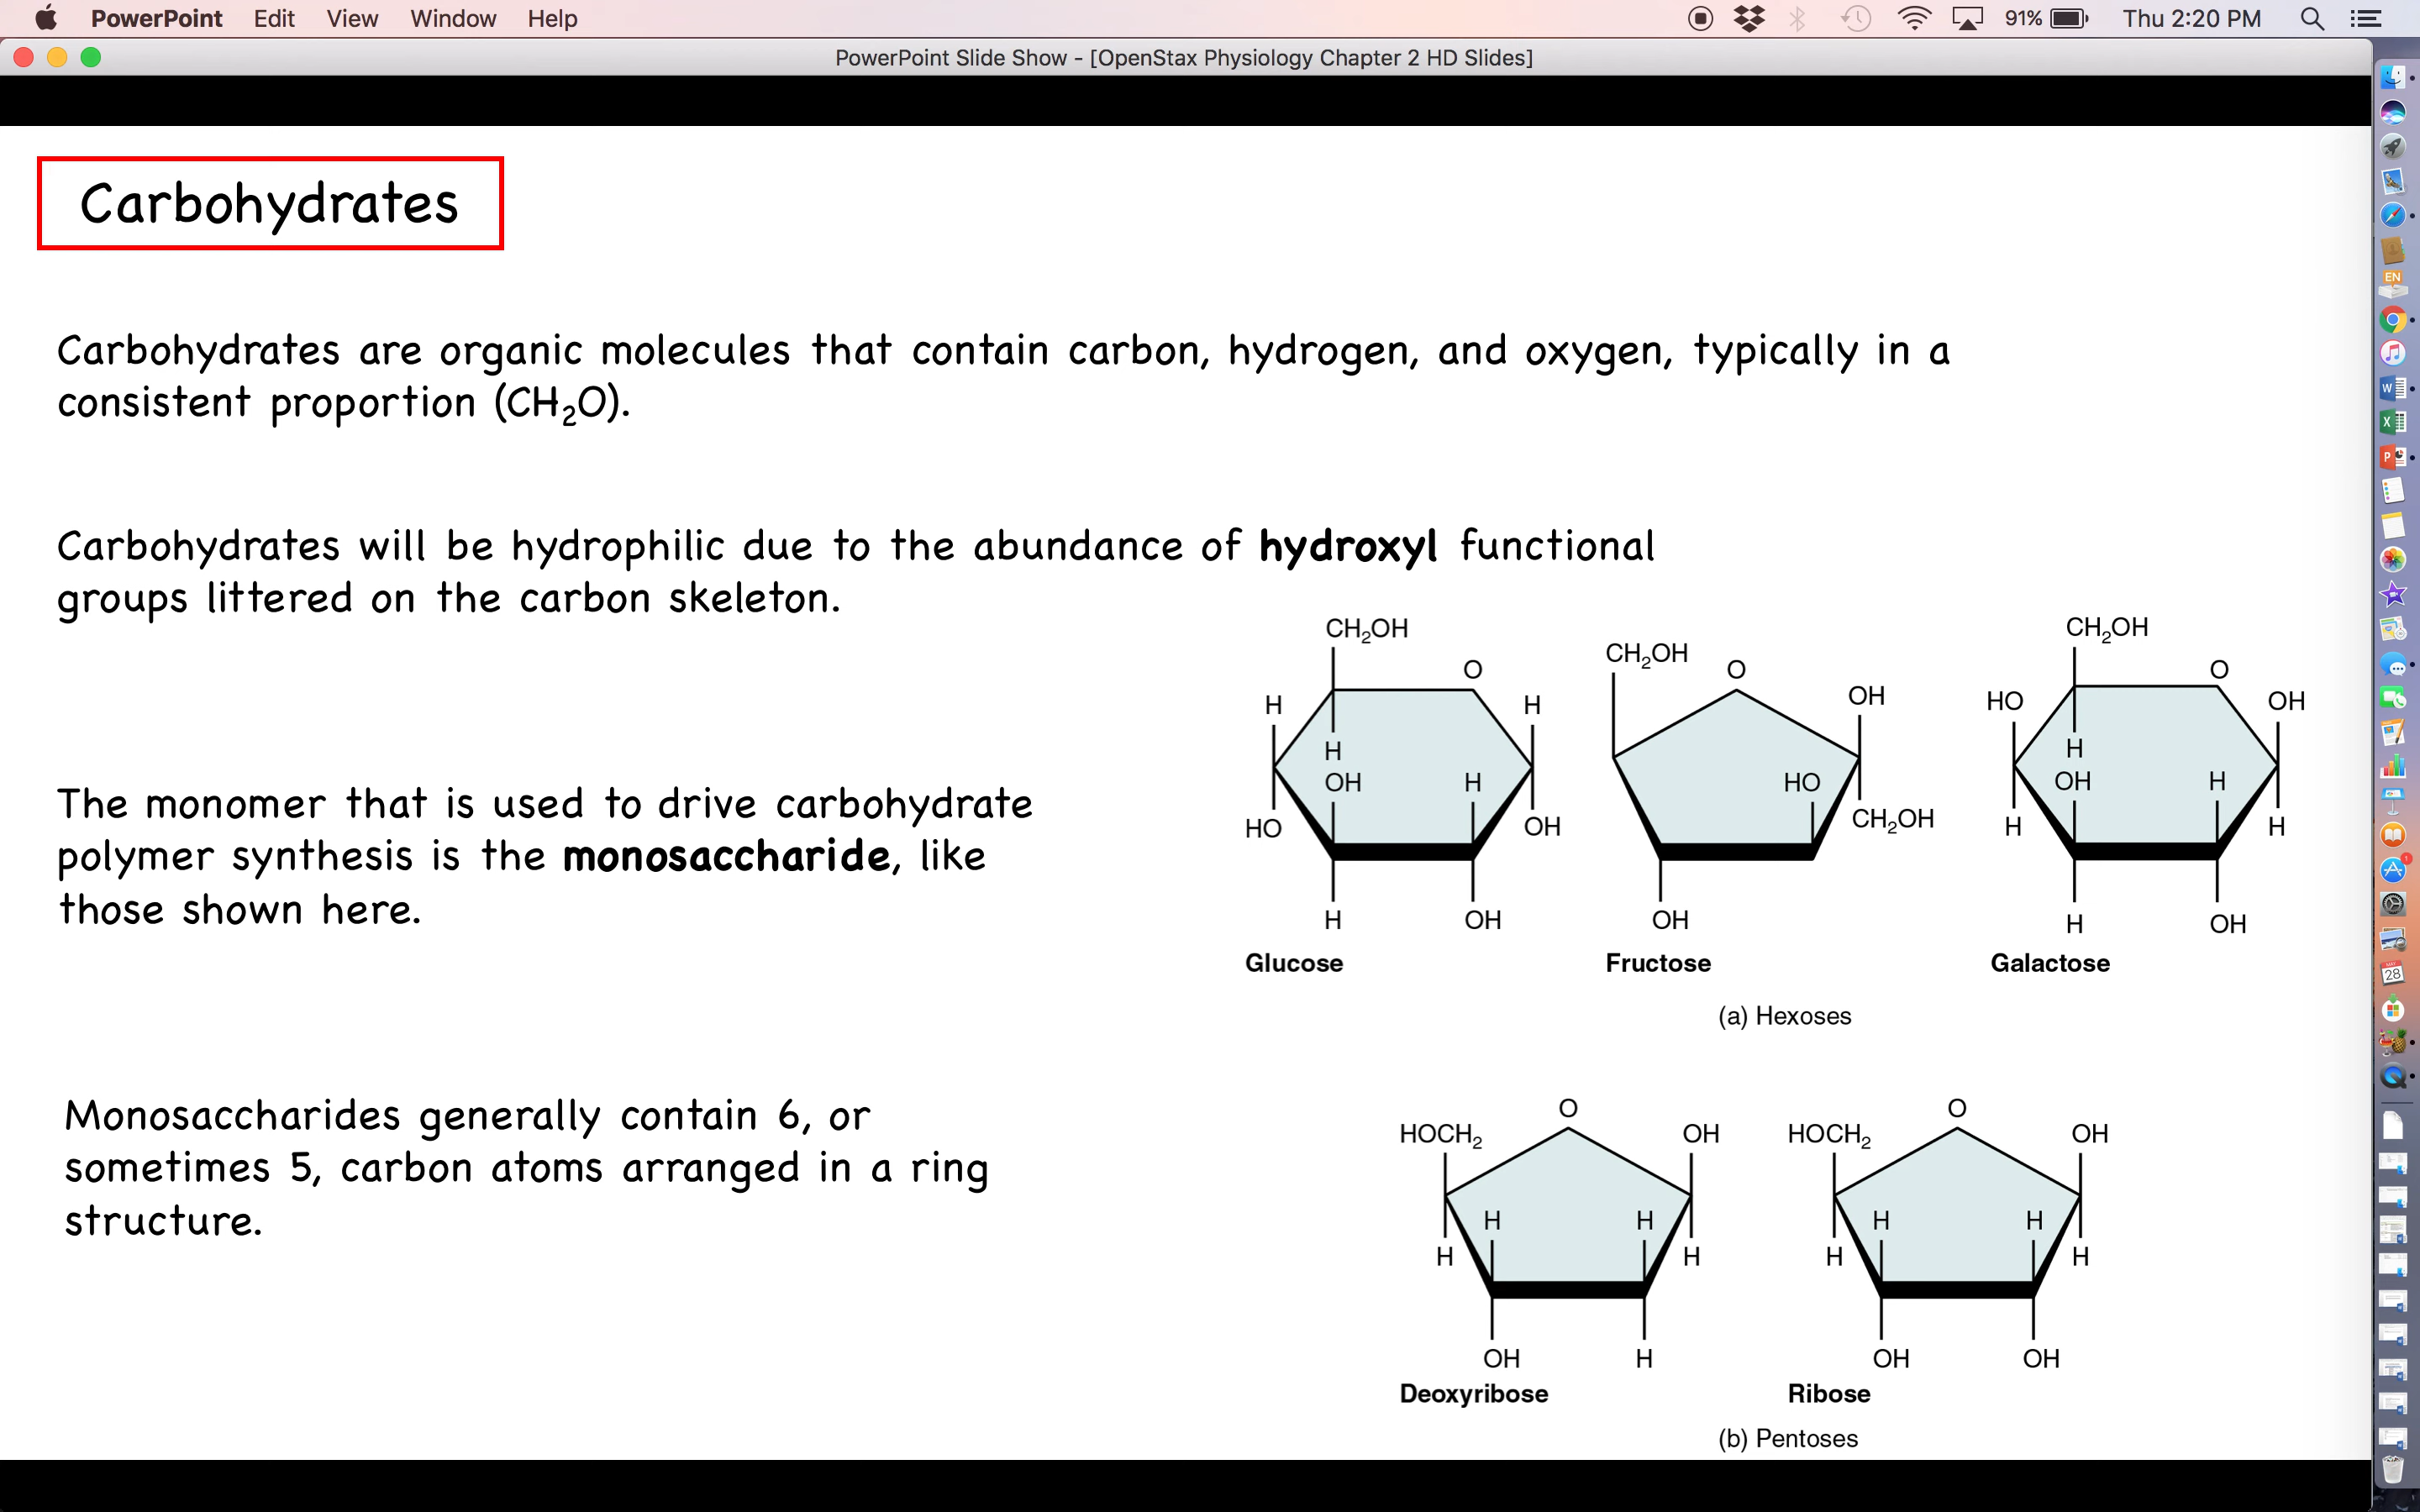 PowerPoint Edit View Window Help 91% Thu 2:20 PM
PowerPoint Slide Show - [OpenStax Physiology Chapter 2 HD Slides]
Carbohydrates
Carbohydrates are organic molecules that contain carbon, hydrogen, and oxygen, typically in a
consistent proportion (CH₂O).
Carbohydrates will be hydrophilic due to the abundance of hydroxyl functional
groups littered on the carbon skeleton.
The monomer that is used to drive carbohydrate
polymer synthesis is the monosaccharide, like
those shown here.
Monosaccharides generally contain 6, or
sometimes 5, carbon atoms arranged in a ring
structure.
CH₂OH
O
H
H
H
OH
H
HO
OH
H
OH
Glucose
CH₂OH
O
OH
HO
CH₂OH
OH
Fructose
CH₂OH
O
HO
OH
H
OH
H
H
H
H
OH
Galactose
(a) Hexoses
O
HOCH₂
OH
H
H
H
H
OH
H
Deoxyribose
O
HOCH₂
OH
H
H
H
H
OH
OH
Ribose
(b) Pentoses
EN
W
X
P
1
28